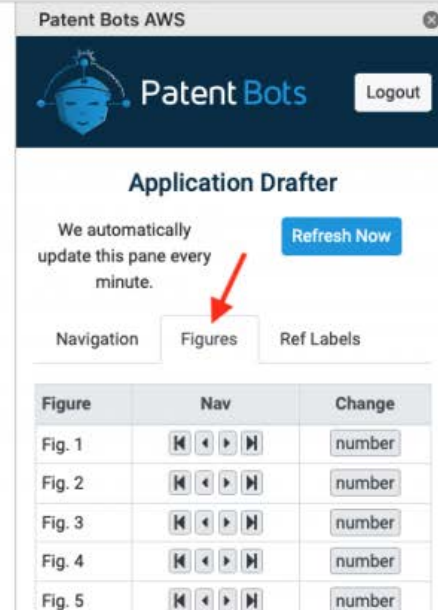 Patent Bots AWS
Patent Bots
Logout
Application Drafter
We automatically
update this pane every
minute.
Refresh Now
Navigation Figures Ref Labels
Figure Nav Change
Fig. 1 number
Fig. 2 number
Fig. 3 number
Fig. 4 number
Fig. 5 number